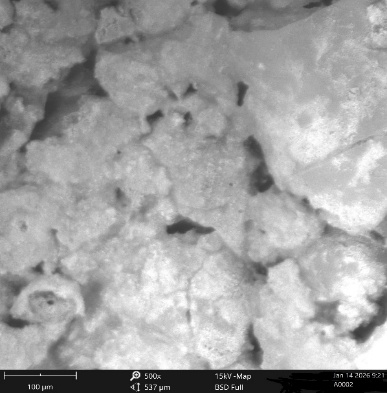 500x
15kV -Map
Jan 14 2026 9:21
100 µm
537 µm
BSD Full
A0002